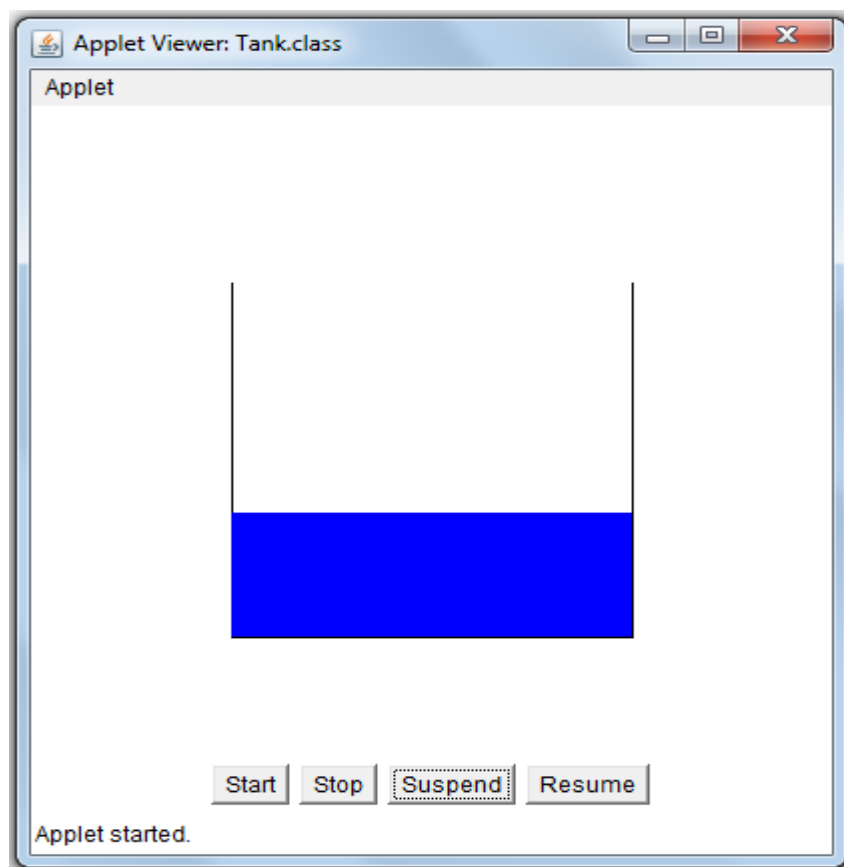 Applet Viewer: Tank.class
Applet
Start Stop Suspend Resume
Applet started.